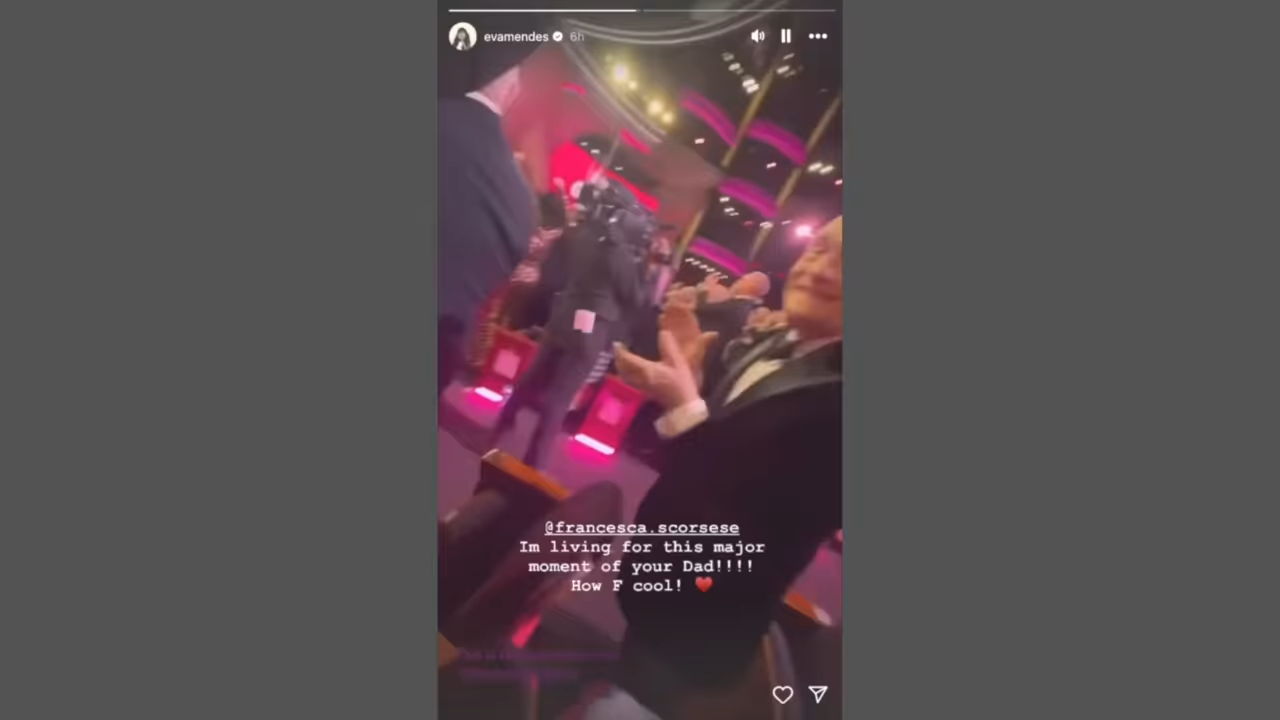 evamendes 6h
@francesca.scorsese
Im living for this major
moment of your Dad!!!!
How F cool! ❤️